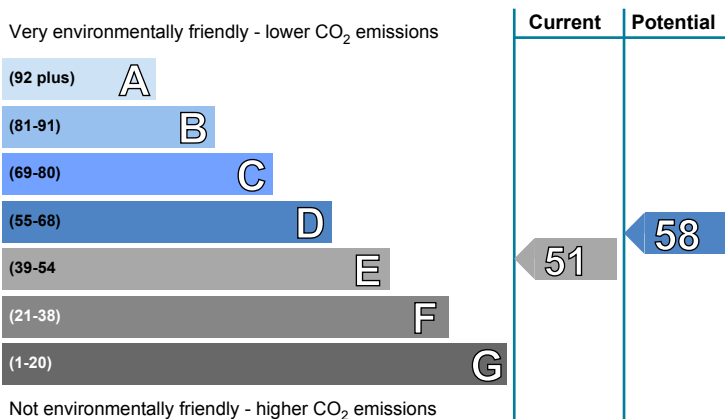 Very environmentally friendly - lower CO2 emissions
Current
Potential
(92 plus) A
(81-91) B
(69-80) C
(55-68) D
58
(39-54 E
51
(21-38) F
(1-20) G
Not environmentally friendly - higher CO2 emissions